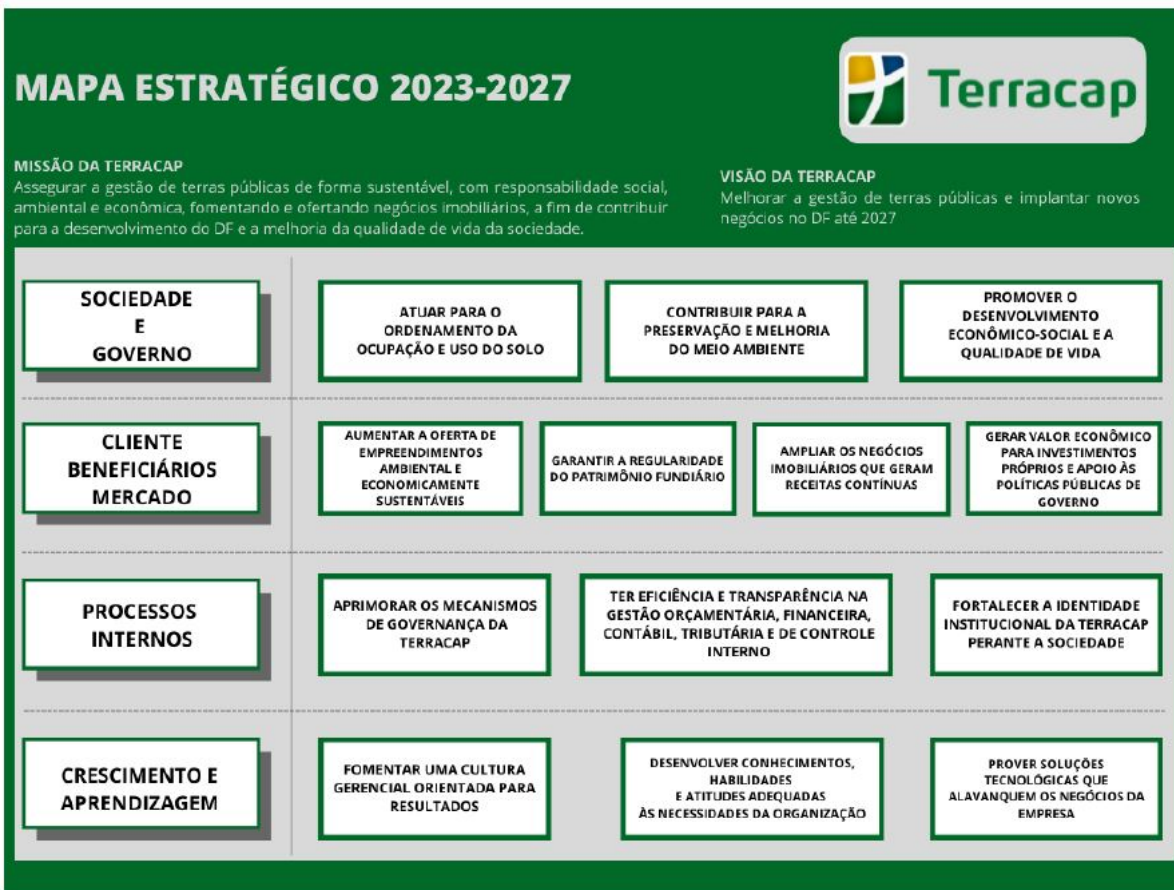 MAPA ESTRATÉGICO 2023-2027
Terracap
MISSÃO DA TERRACAP
Assegurar a gestão de terras públicas de forma sustentável, com responsabilidade social,
ambiental e econômica, fomentando e ofertando negócios imobiliários, a fim de contribuir
para a desenvolvimento do DF e a melhoria da qualidade de vida da sociedade.
VISÃO DA TERRACAP
Melhorar a gestão de terras públicas e implantar novos
negócios no DF até 2027
SOCIEDADE
E
GOVERNO
ATUAR PARA O
ORDENAMENTO DA
OCUPAÇÃO E USO DO SOLO
CONTRIBUIR PARA A
PRESERVAÇÃO E MELHORIA
DO MEIO AMBIENTE
PROMOVER O
DESENVOLVIMENTO
ECONÔMICO-SOCIAL E A
QUALIDADE DE VIDA
CLIENTE
BENEFICIÁRIOS
MERCADO
AUMENTAR A OFERTA DE
EMPREENDIMENTOS
AMBIENTAL E
ECONOMICAMENTE
SUSTENTÁVEIS
GARANTIR A REGULARIDADE
DO PATRIMÔNIO FUNDIÁRIO
AMPLIAR OS NEGÓCIOS
IMOBILIÁRIOS QUE GERAM
RECEITAS CONTÍNUAS
GERAR VALOR ECONÔMICO
PARA INVESTIMENTOS
PRÓPRIOS E APOIO ÀS
POLÍTICAS PÚBLICAS DE
GOVERNO
PROCESSOS
INTERNOS
APRIMORAR OS MECANISMOS
DE GOVERNANÇA DA
TERRACAP
TER EFICIÊNCIA E TRANSPARÊNCIA NA
GESTÃO ORÇAMENTÁRIA, FINANCEIRA,
CONTÁBIL, TRIBUTÁRIA E DE CONTROLE
INTERNO
FORTALECER A IDENTIDADE
INSTITUCIONAL DA TERRACAP
PERANTE A SOCIEDADE
CRESCIMENTO E
APRENDIZAGEM
FOMENTAR UMA CULTURA
GERENCIAL ORIENTADA PARA
RESULTADOS
DESENVOLVER CONHECIMENTOS,
HABILIDADES
E ATITUDES ADEQUADAS
ÀS NECESSIDADES DA ORGANIZAÇÃO
PROVER SOLUÇÕES
TECNOLÓGICAS QUE
ALAVANQUEM OS NEGÓCIOS DA
EMPRESA